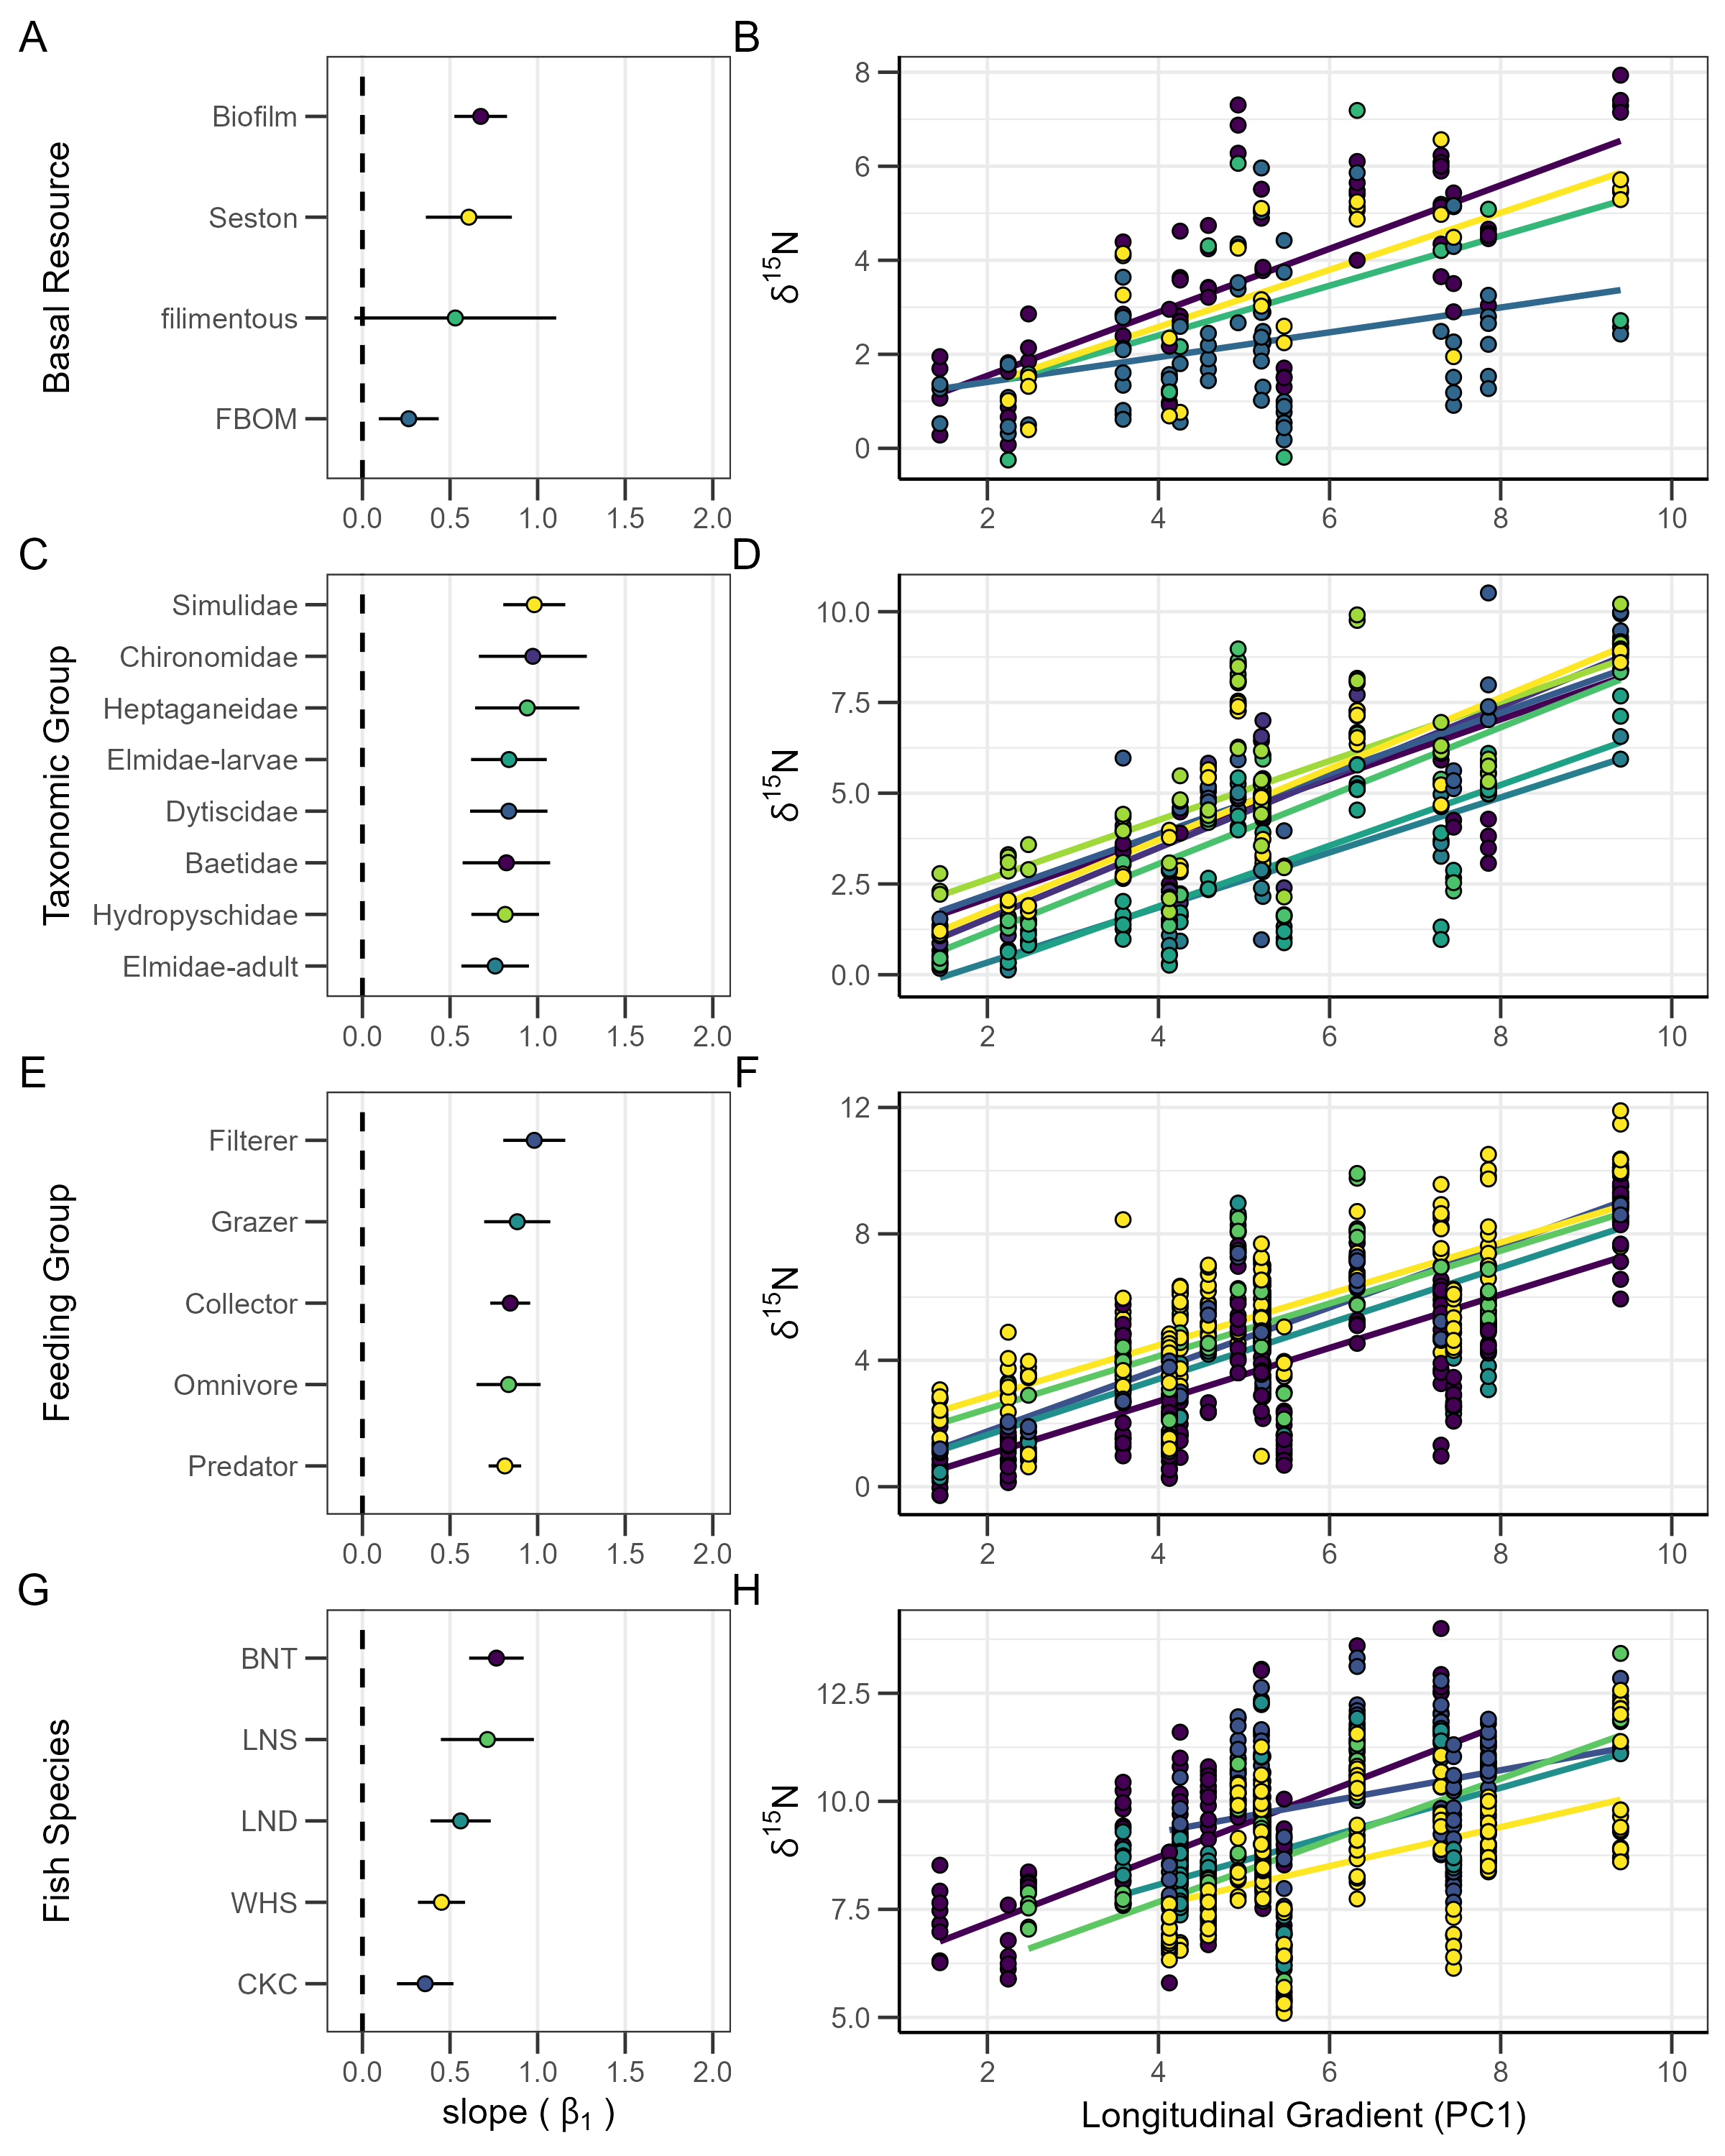 A
B
Basal Resource
Biofilm
Seston
filimentous
FBOM
0.0 0.5 1.0 1.5 2.0
δ15N
8
6
4
2
0
2 4 6 8 10
C
D
Taxonomic Group
Simulidae
Chironomidae
Heptaganeidae
Elmidae-larvae
Dytiscidae
Baetidae
Hydropyschidae
Elmidae-adult
0.0 0.5 1.0 1.5 2.0
δ15N
10.0
7.5
5.0
2.5
0.0
2 4 6 8 10
E
F
Feeding Group
Filterer
Grazer
Collector
Omnivore
Predator
0.0 0.5 1.0 1.5 2.0
δ15N
12
8
4
0
2 4 6 8 10
G
H
Fish Species
BNT
LNS
LND
WHS
CKC
0.0 0.5 1.0 1.5 2.0
slope ( β1 )
δ15N
12.5
10.0
7.5
5.0
2 4 6 8 10
Longitudinal Gradient (PC1)